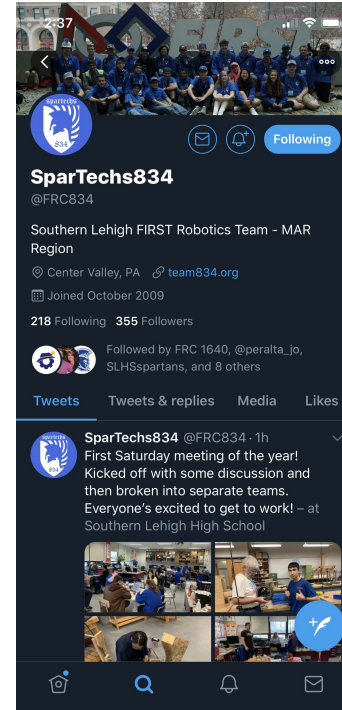 2:37
FIRST
spartechs
834
Following
SparTechs834
@FRC834
Southern Lehigh FIRST Robotics Team - MAR
Region
Center Valley, PA team834.org
Joined October 2009
218 Following 355 Followers
Followed by FRC 1640, @peralta_jo,
SLHSspartans, and 8 others
Tweets Tweets & replies Media Likes
spartechs
834
SparTechs834 @FRC834 · 1h
First Saturday meeting of the year!
Kicked off with some discussion and
then broken into separate teams.
Everyone's excited to get to work! – at
Southern Lehigh High School